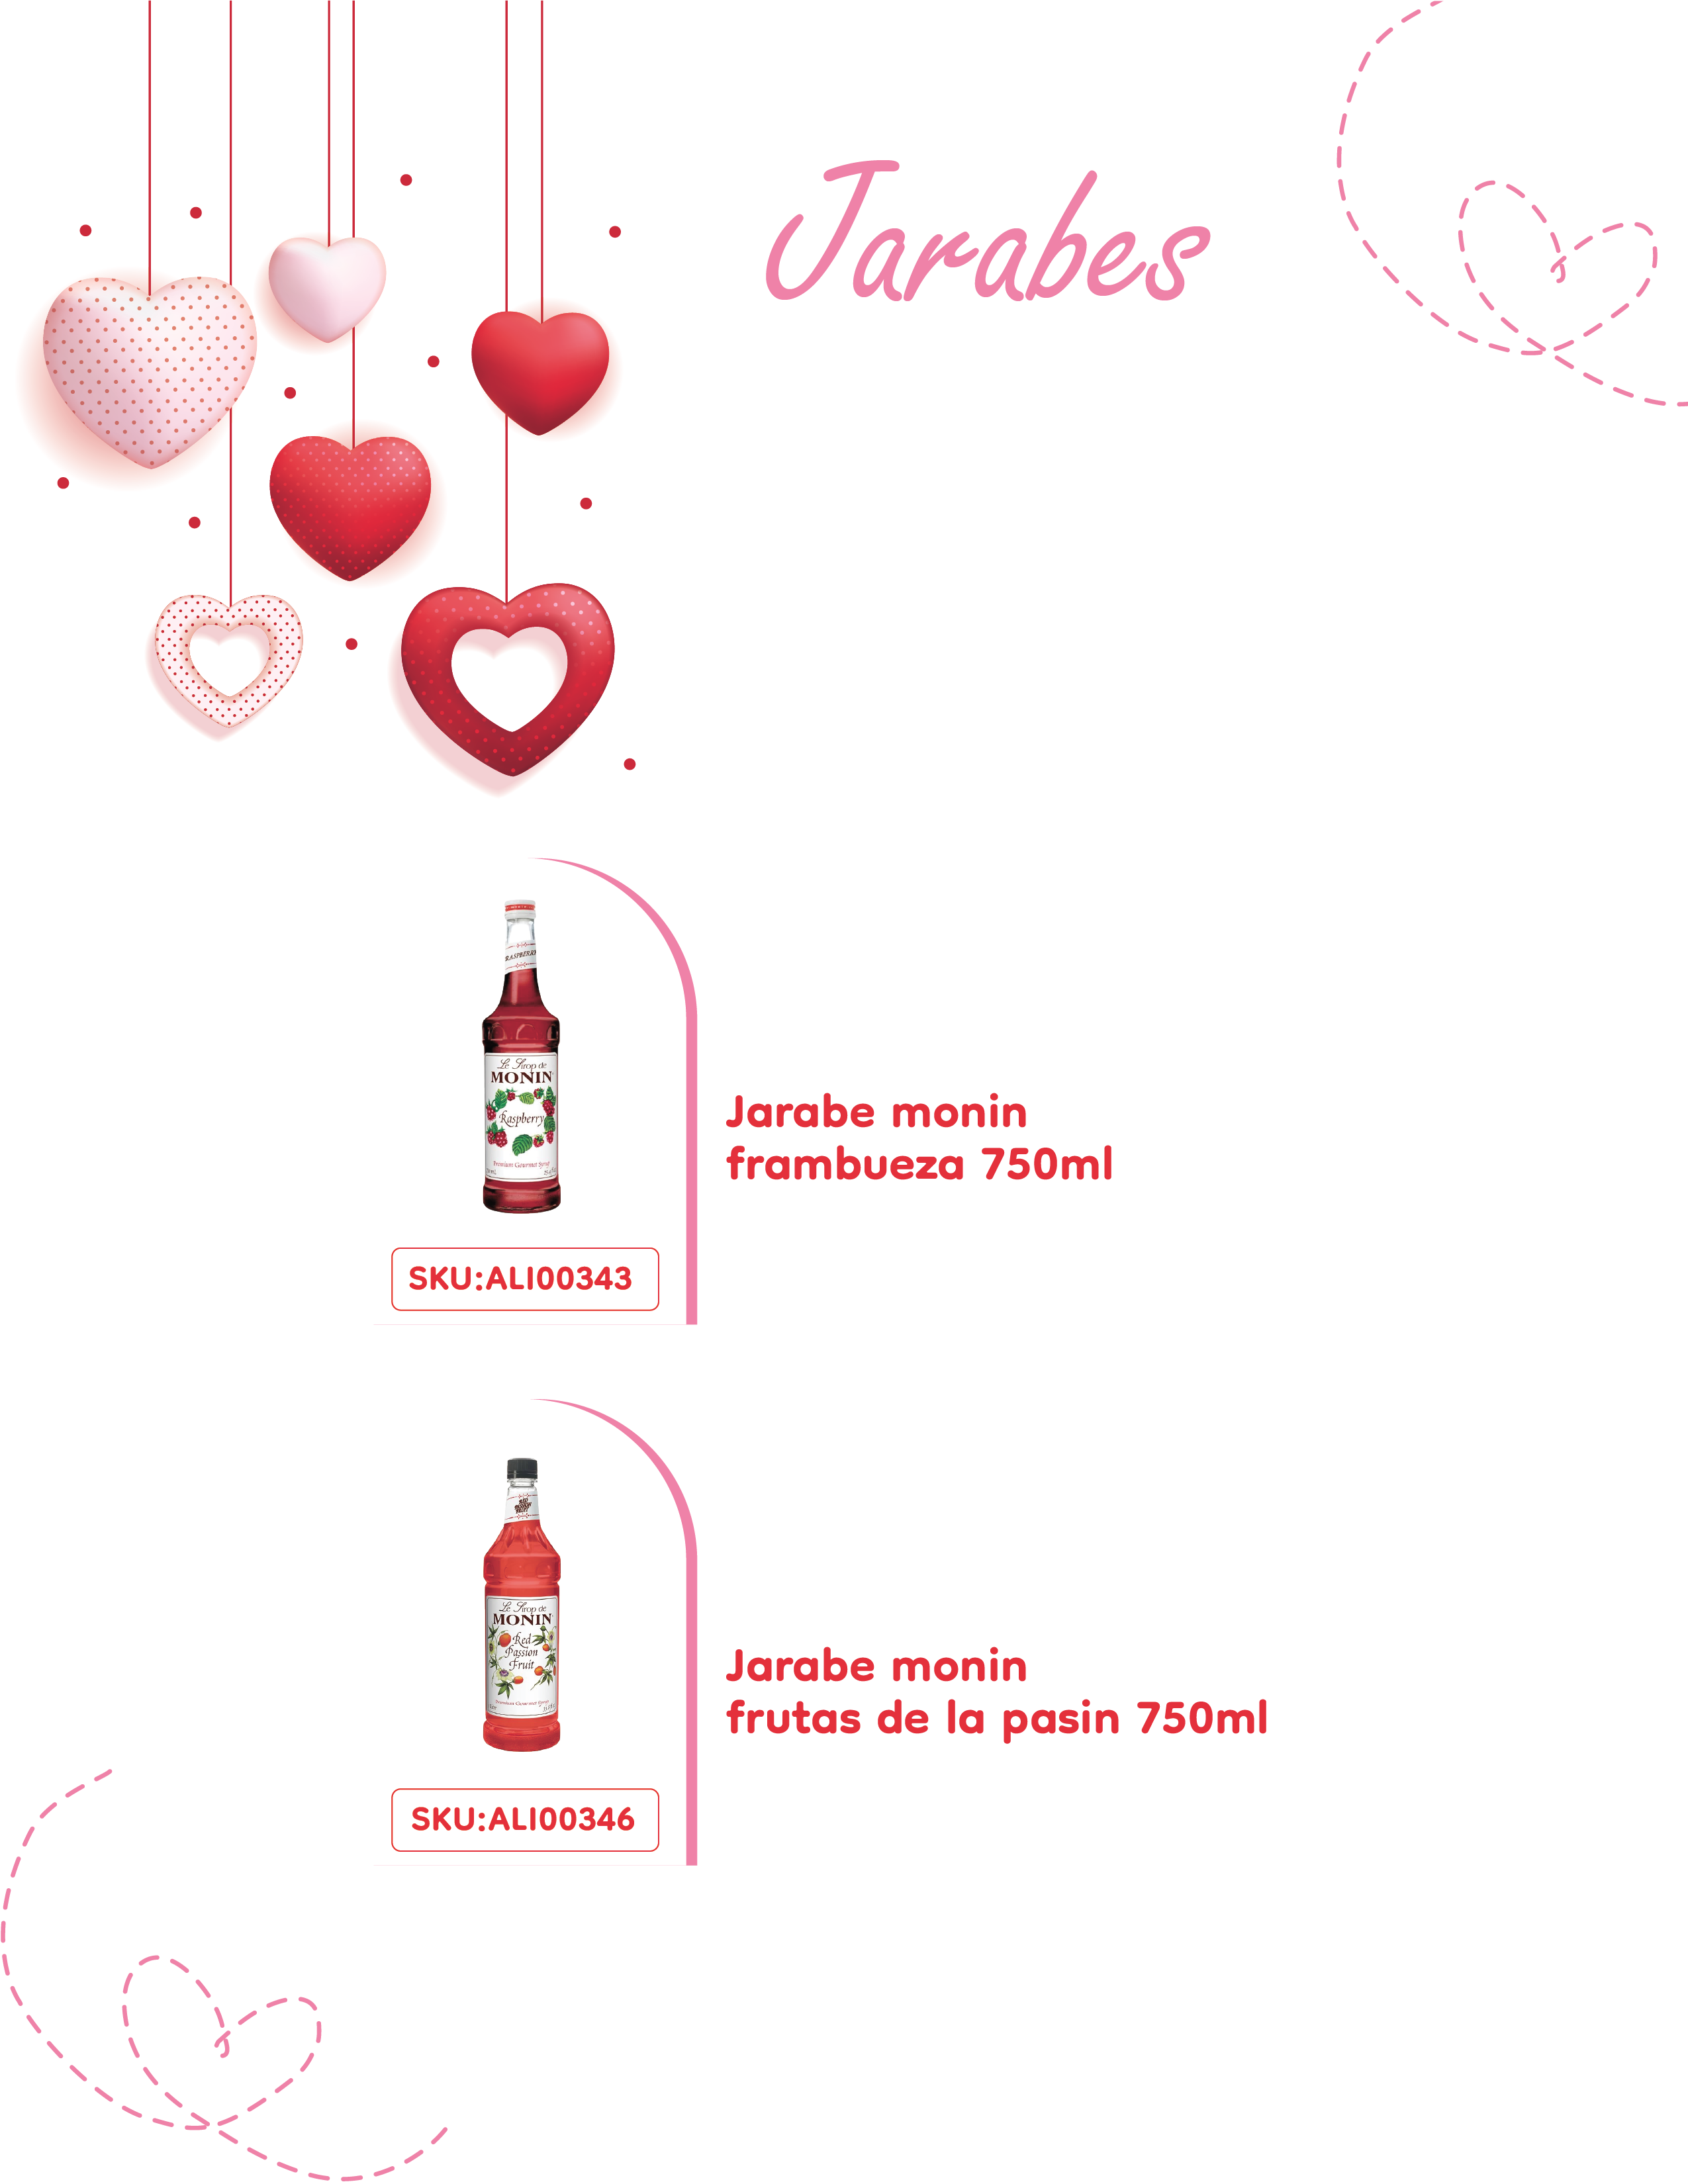 Jarabes
RASPBERRY
Le Sirop de
MONIN
Raspberry
Premium Gourmet Syrup
Jarabe monin
frambueza 750ml
SKU:ALI00343
Le Sirop de
MONIN
Red
Passion
Fruit
Premium Gourmet Syrup
Jarabe monin
frutas de la pasin 750ml
SKU:ALI00346